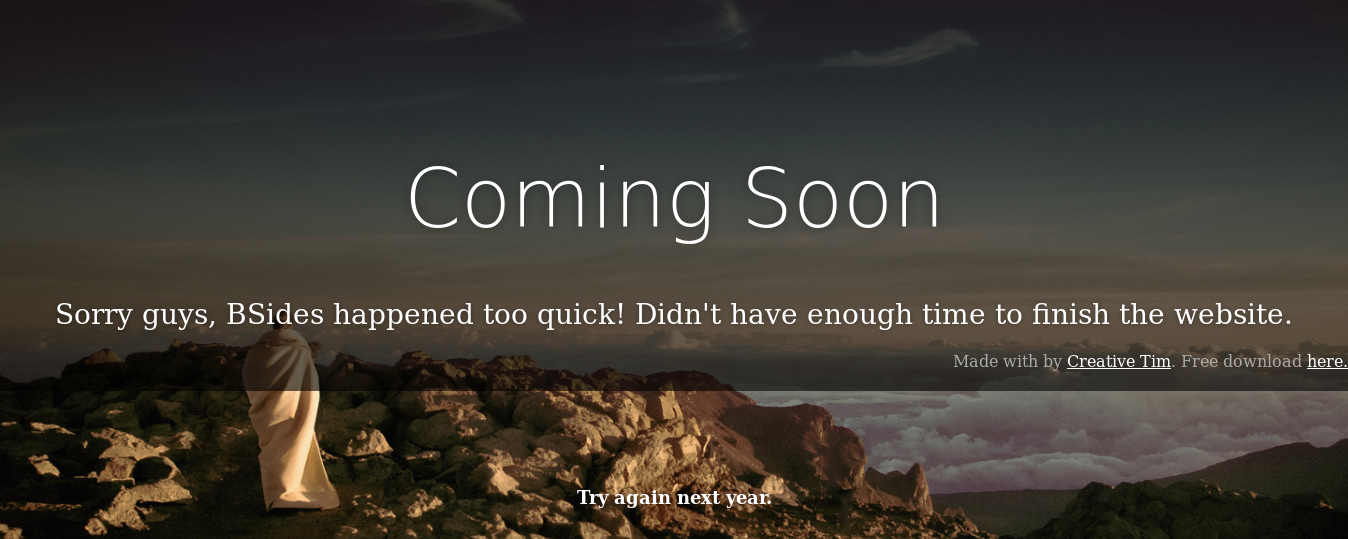 Coming Soon
Sorry guys, BSides happened too quick! Didn't have enough time to finish the website.
Made with by Creative Tim. Free download here.
Try again next year.